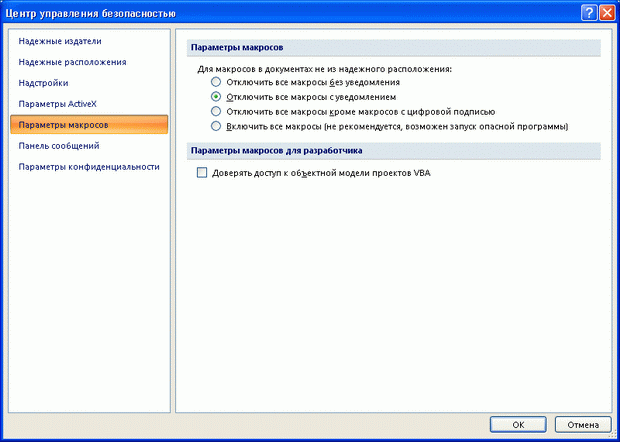 Центр управления безопасностью
Надежные издатели
Надежные расположения
Надстройки
Параметры ActiveX
Параметры макросов
Панель сообщений
Параметры конфиденциальности
Параметры макросов
Для макросов в документах не из надежного расположения:
Отключить все макросы без уведомления
Отключить все макросы с уведомлением
Отключить все макросы кроме макросов с цифровой подписью
Включить все макросы (не рекомендуется, возможен запуск опасной программы)
Параметры макросов для разработчика
Доверять доступ к объектной модели проектов VBA
ОК
Отмена